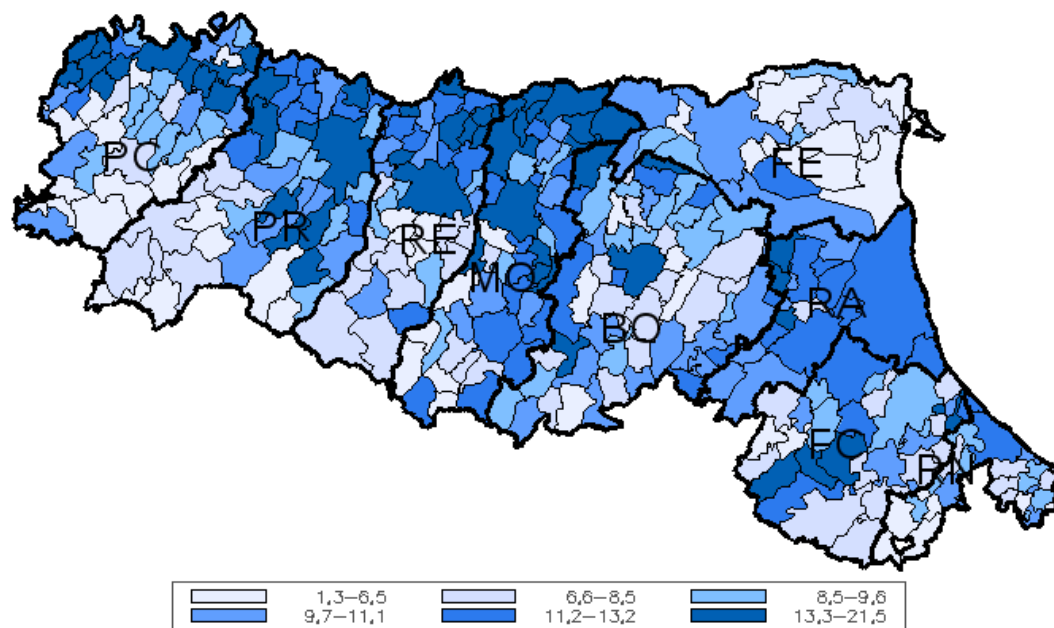 PC
FE
PR
RE
MO
RA
BO
FC
RN
1,3–6,5 6,6–8,5 8,5–9,6
9,7–11,1 11,2–13,2 13,3–21,5